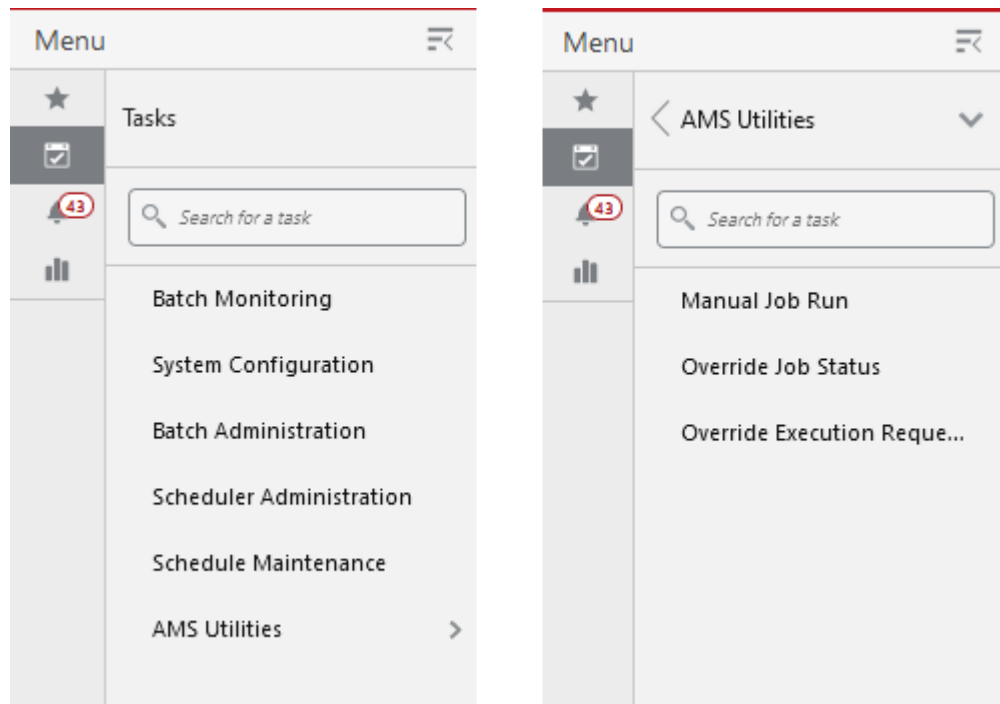 Menu
Tasks
43
Search for a task
Batch Monitoring
System Configuration
Batch Administration
Scheduler Administration
Schedule Maintenance
AMS Utilities
Menu
AMS Utilities
43
Search for a task
Manual Job Run
Override Job Status
Override Execution Reque...